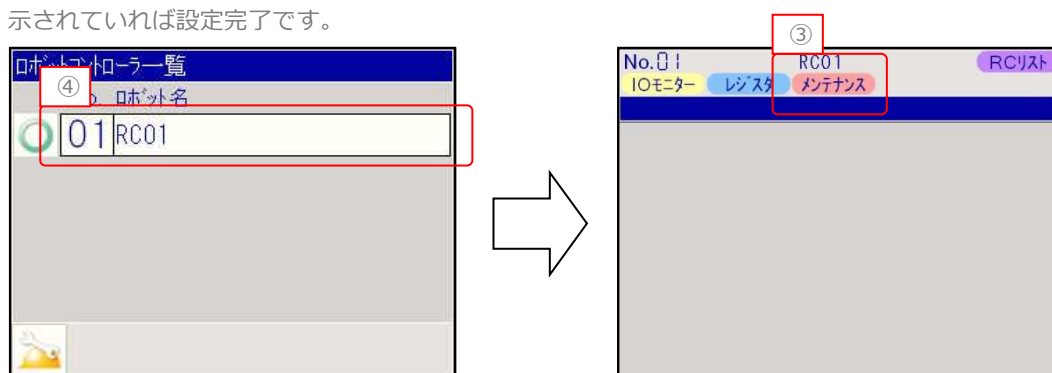 示されていれば設定完了です。
ロボットコントローラー一覧
④
ロボット名
01 RC01
③
No.01 RC01 RCリスト
IOモニター レジスタ メンテナンス